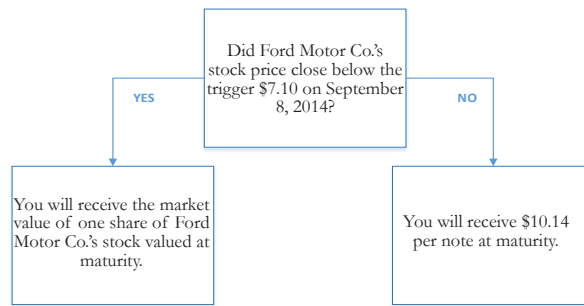 Did Ford Motor Co.'s
stock price close below the
trigger $7.10 on September
8, 2014?
YES
NO
You will receive the market
value of one share of Ford
Motor Co.'s stock valued at
maturity.
You will receive $10.14
per note at maturity.